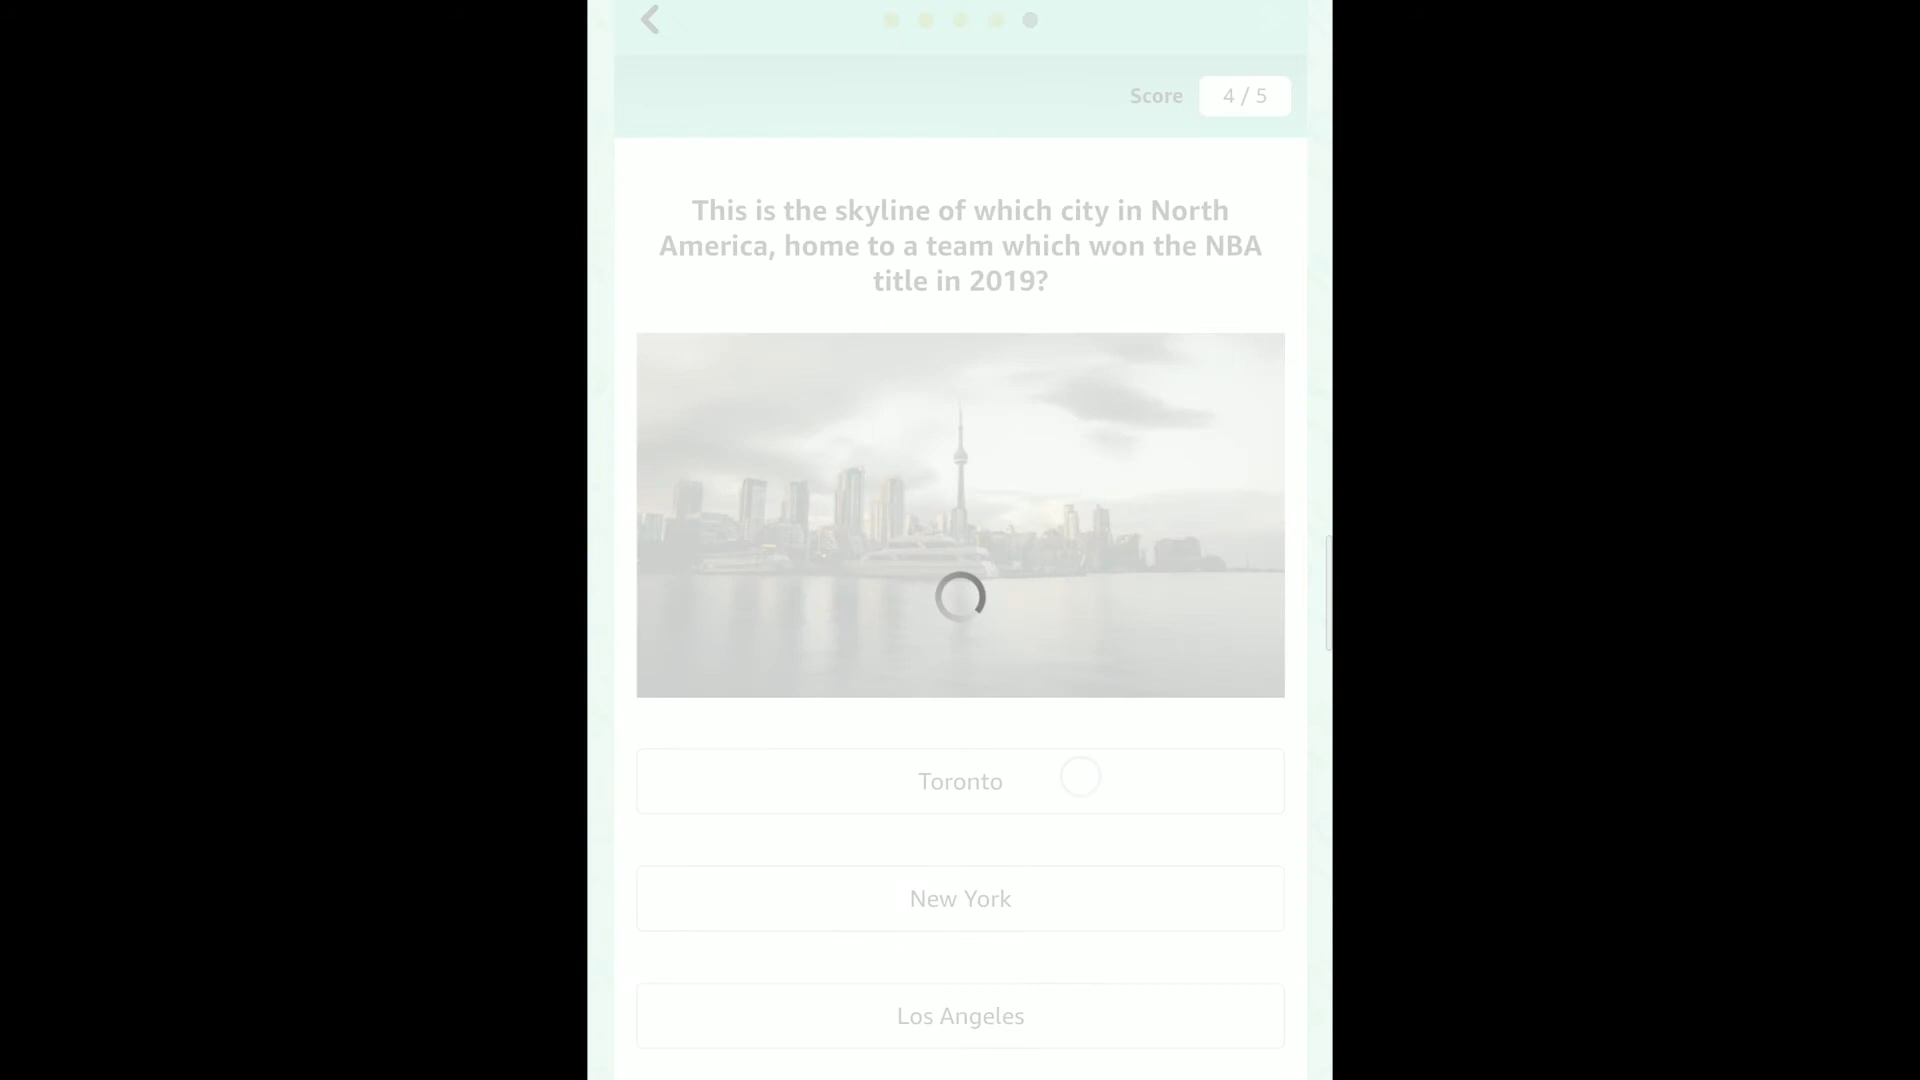 Score 4 / 5
This is the skyline of which city in North
America, home to a team which won the NBA
title in 2019?
Toronto
New York
Los Angeles